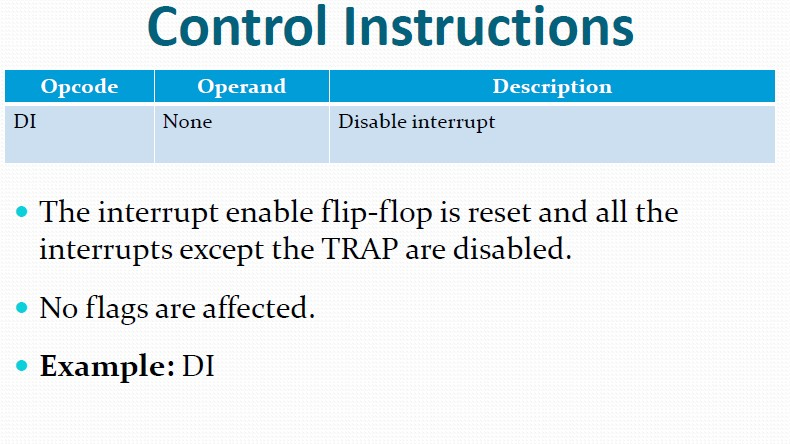 Control Instructions
Opcode Operand Description
DI None Disable interrupt
• The interrupt enable flip-flop is reset and all the
interrupts except the TRAP are disabled.
• No flags are affected.
• Example: DI